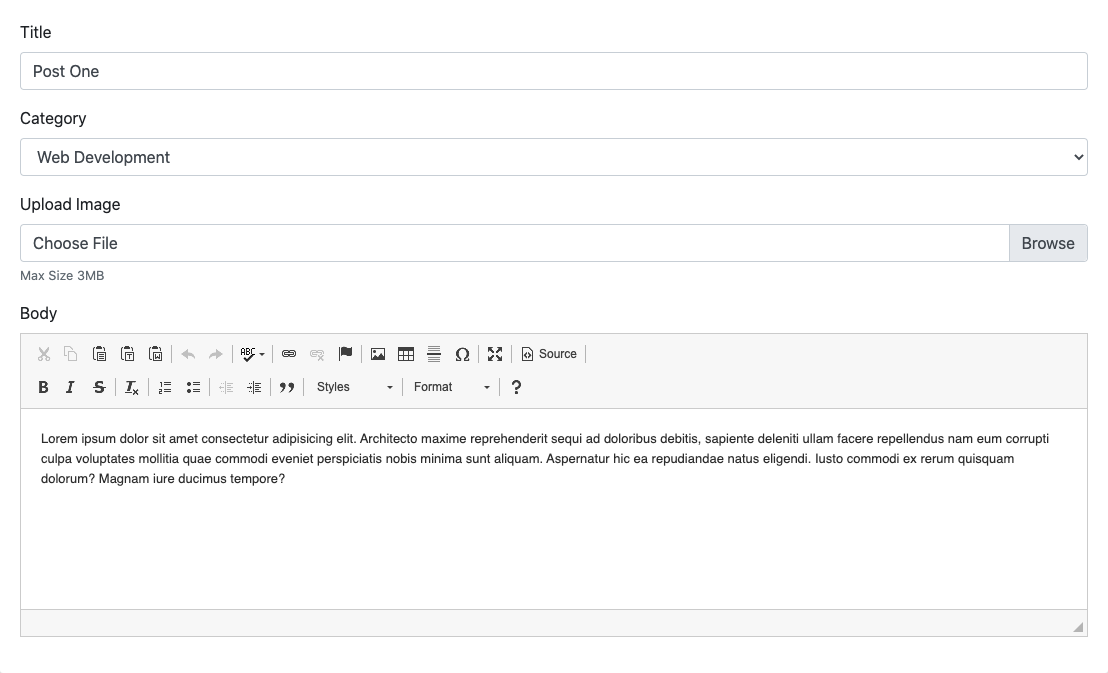 Title
Post One
Category
Web Development
Upload Image
Choose File Browse
Max Size 3MB
Body
ABC Ω Source
B I S Tx Styles Format ?
Lorem ipsum dolor sit amet consectetur adipisicing elit. Architecto maxime reprehenderit sequi ad doloribus debitis, sapiente deleniti ullam facere repellendus nam eum corrupti
culpa voluptates mollitia quae commodi eveniet perspiciatis nobis minima sunt aliquam. Aspernatur hic ea repudiandae natus eligendi. Iusto commodi ex rerum quisquam
dolorum? Magnam iure ducimus tempore?